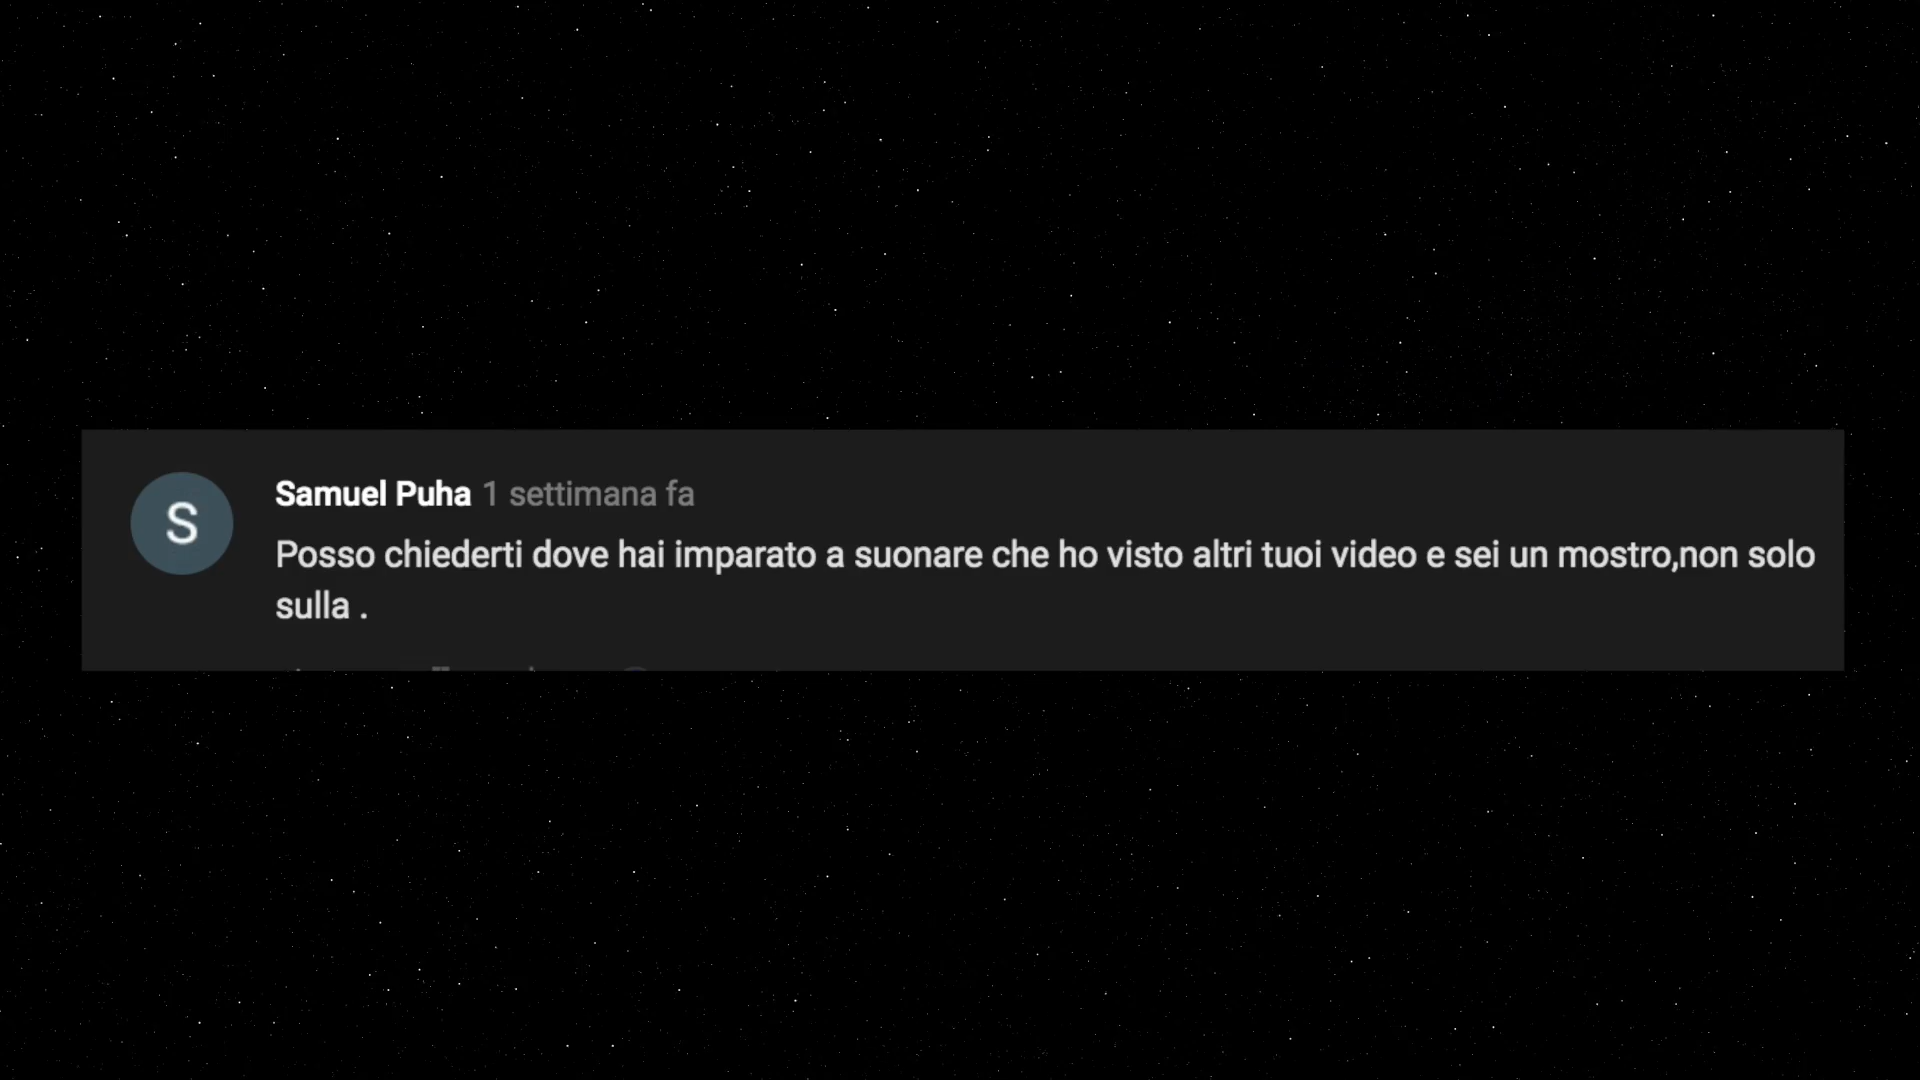 S
Samuel Puha 1 settimana fa
Posso chiederti dove hai imparato a suonare che ho visto altri tuoi video e sei un mostro,non solo
sulla .